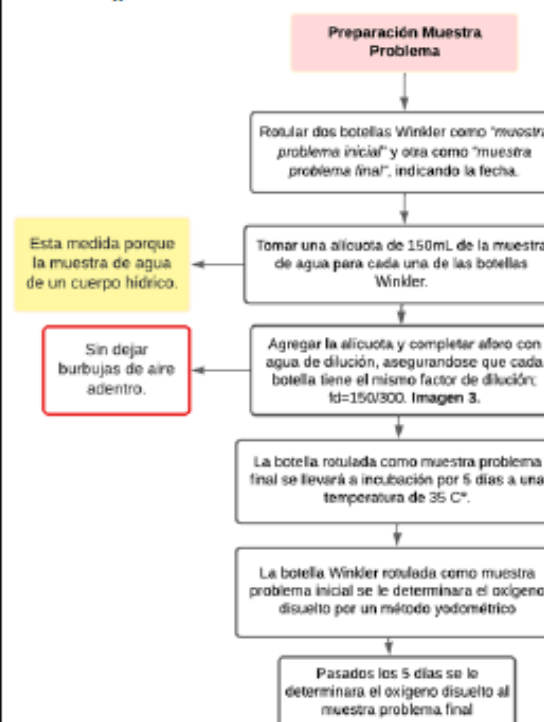 Preparación Muestra
Problema
Rotular dos botellas Winkler como "muestra
problema inicial" y otra como "muestra
problema final", indicando la fecha.
Esta medida porque
la muestra de agua
de un cuerpo hídrico.
Tomar una alícuota de 150mL de la muestra
de agua para cada una de las botellas
Winkler.
Sin dejar
burbujas de aire
adentro.
Agregar la alícuota y completar aforo con
agua de dilución, asegurandose que cada
botella tiene el mismo factor de dilución;
fd=150/300. Imagen 3.
La botella rotulada como muestra problema
final se llevará a incubación por 5 días a una
temperatura de 35 C°.
La botella Winkler rotulada como muestra
problema inicial se le determinara el oxígeno
disuelto por un método yodométrico
Pasados los 5 días se le
determinara el oxigeno disuelto al
muestra problema final